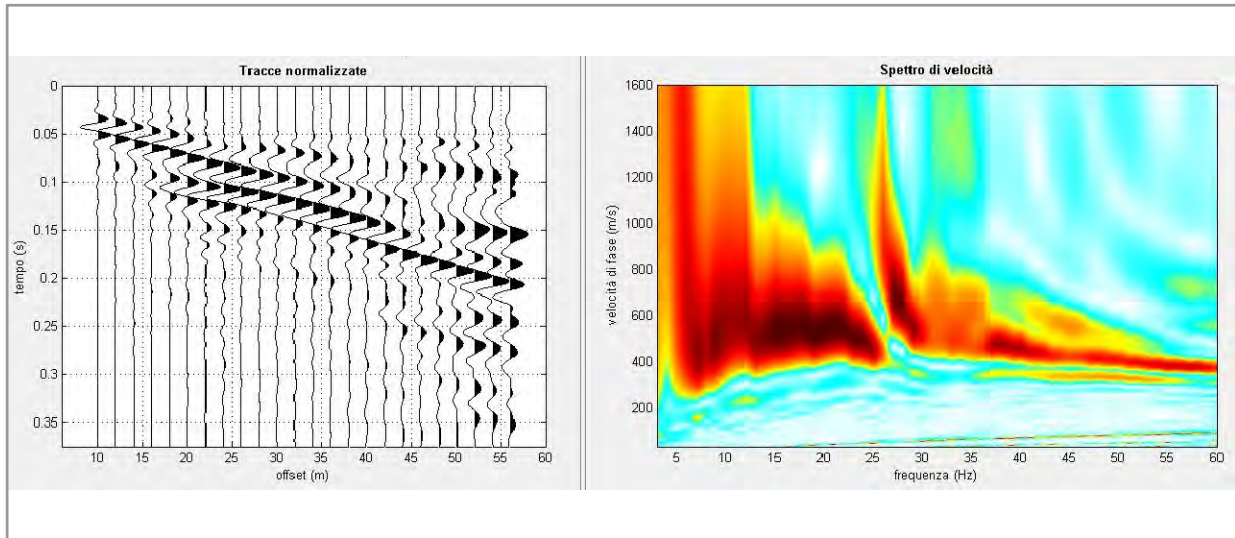 Tracce normalizzate
tempo (s)
0
0.05
0.1
0.15
0.2
0.25
0.3
0.35
10 15 20 25 30 35 40 45 50 55 60
offset (m)
Spettro di velocità
velocità di fase (m/s)
1600
1400
1200
1000
800
600
400
200
5 10 15 20 25 30 35 40 45 50 55 60
frequenza (Hz)